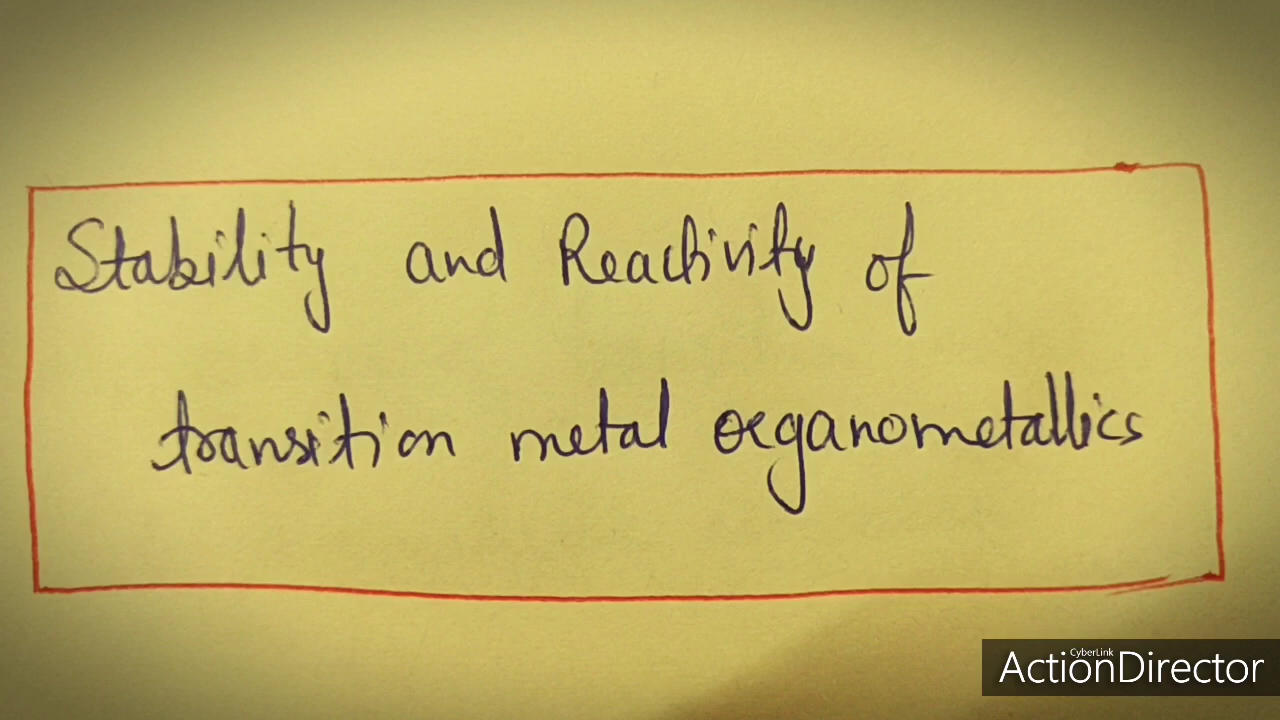 Stability and Reactivity of
transition metal organometallics
CyberLink
ActionDirector